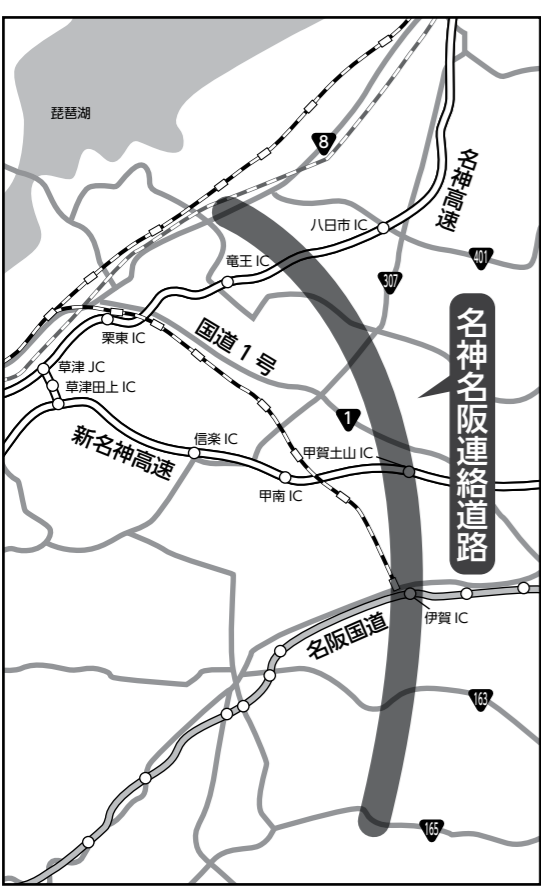 琵琶湖
8
名神高速
八日市 IC
401
竜王 IC
307
栗東 IC
国道1号
名神名阪連絡道路
草津 JC
草津田上 IC
1
新名神高速
信楽 IC
甲賀土山 IC
甲南 IC
伊賀 IC
名阪国道
163
165